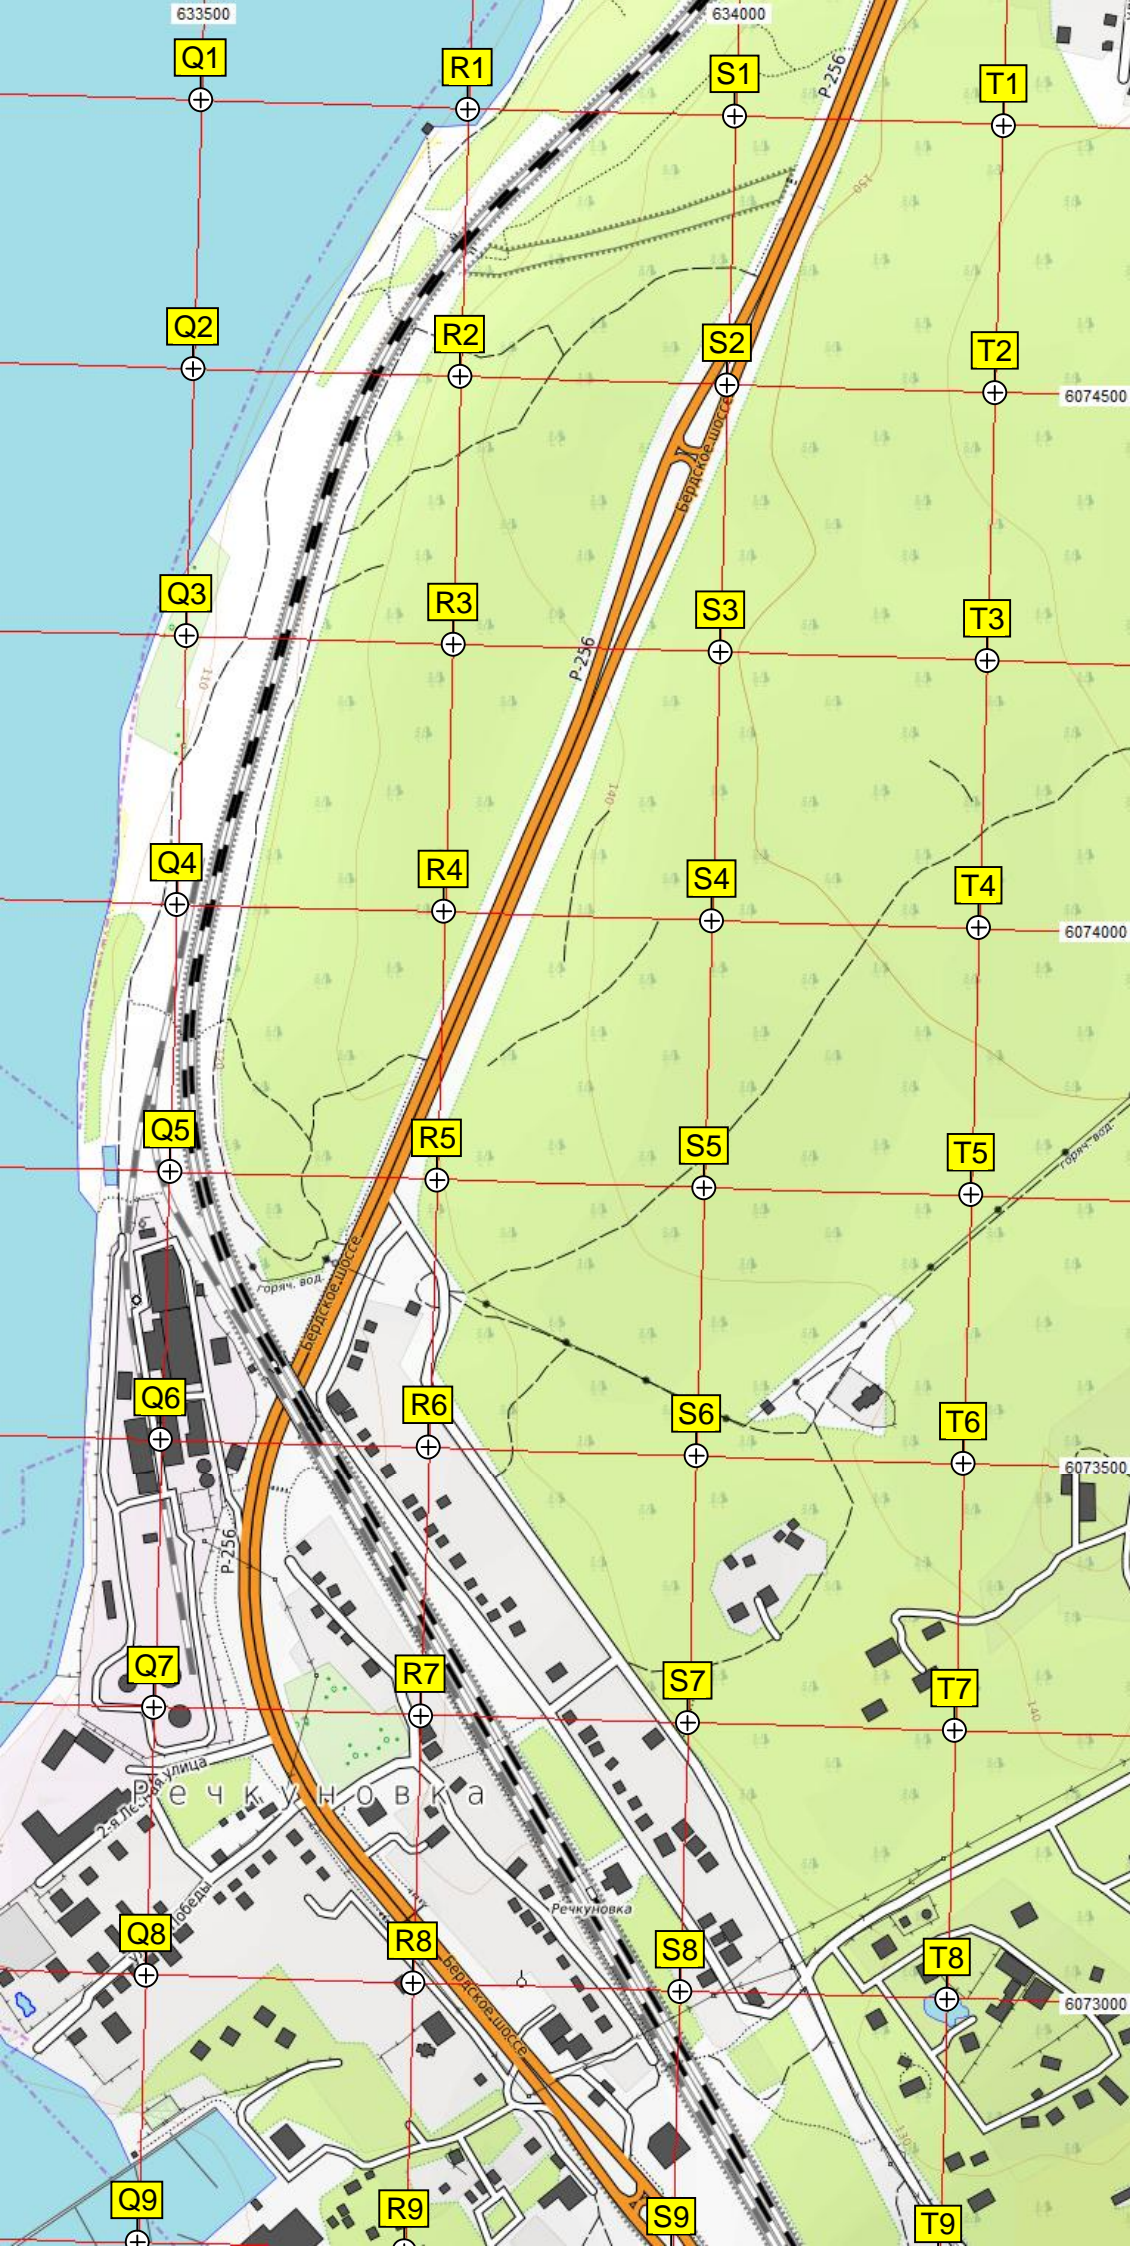 633500
634000
Q1
R1
S1
T1
Р-256
150
Q2
R2
S2
T2
6074500
Бердское шоссе
Q3
R3
S3
T3
Р-256
110
140
Q4
R4
S4
T4
6074000
120
Q5
R5
S5
T5
горяч. вод.
горяч. вод.
Бердское шоссе
Q6
R6
S6
T6
6073500
Р-256
Q7
R7
S7
T7
140
2-я Лесная улица
Речкуновка
Речкуновка
Q8
R8
S8
T8
6073000
Бердское шоссе
130
Q9
R9
S9
T9